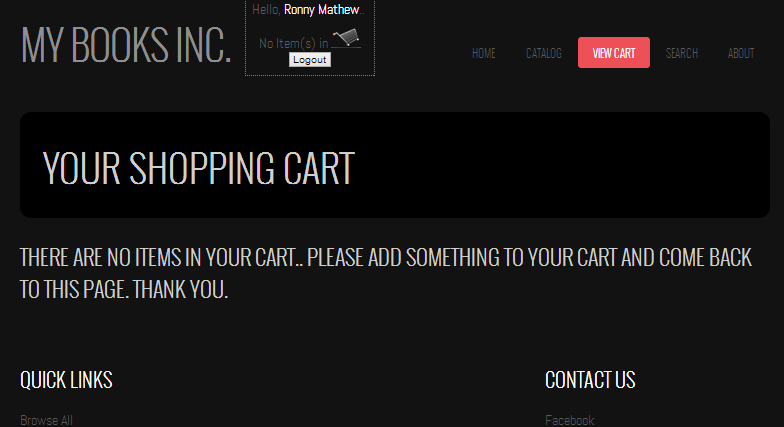 Hello, Ronny Mathew.
MY BOOKS INC.
No Item(s) in
Logout
HOME CATALOG VIEW CART SEARCH ABOUT
YOUR SHOPPING CART
THERE ARE NO ITEMS IN YOUR CART.. PLEASE ADD SOMETHING TO YOUR CART AND COME BACK
TO THIS PAGE. THANK YOU.
QUICK LINKS
CONTACT US
Browse All
Facebook